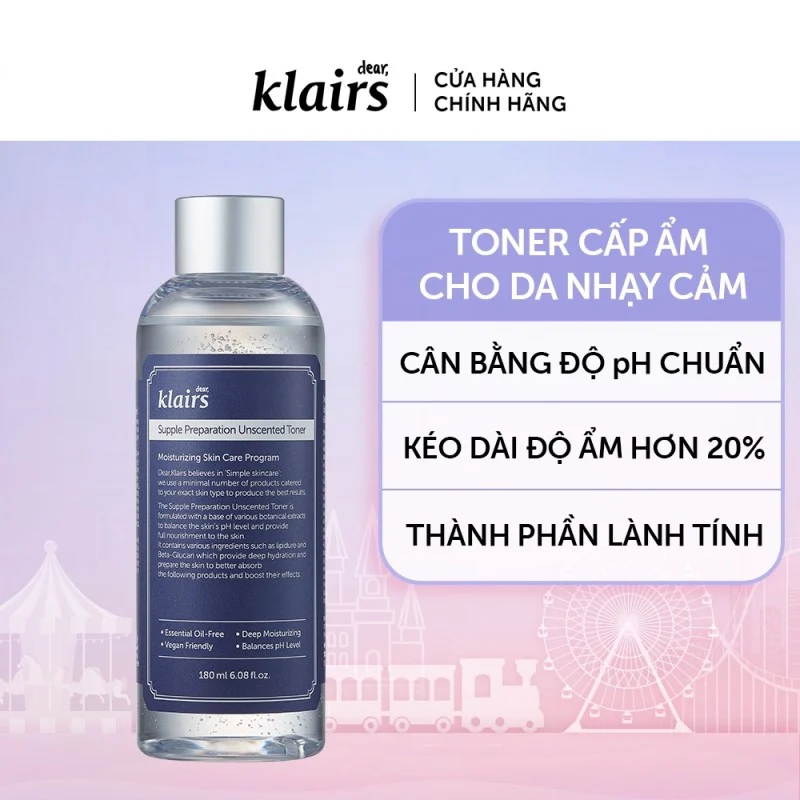 dear,
klairs
CỬA HÀNG
CHÍNH HÃNG
TONER CẤP ẨM
CHO DA NHẠY CẢM
CÂN BẰNG ĐỘ pH CHUẨN
KÉO DÀI ĐỘ ẨM HƠN 20%
THÀNH PHẦN LÀNH TÍNH
dear,
klairs
Supple Preparation Unscented Toner
Moisturizing Skin Care Program
Dear,Klairs believes in 'Simple skincare':
we use a minimal number of products catered
to your exact skin type to produce the best results.
The Supple Preparation Unscented Toner is
formulated with a base of various botanical extracts
to balance the skin's pH level and provide
full nourishment to the skin.
It contains various ingredients such as lipidure and
Beta-Glucan which provide deep hydration and
prepare the skin to better absorb
the following products and boost their effects
• Essential Oil-Free • Deep Moisturizing
• Vegan Friendly • Balances pH Level
180 ml 6.08 fl.oz.